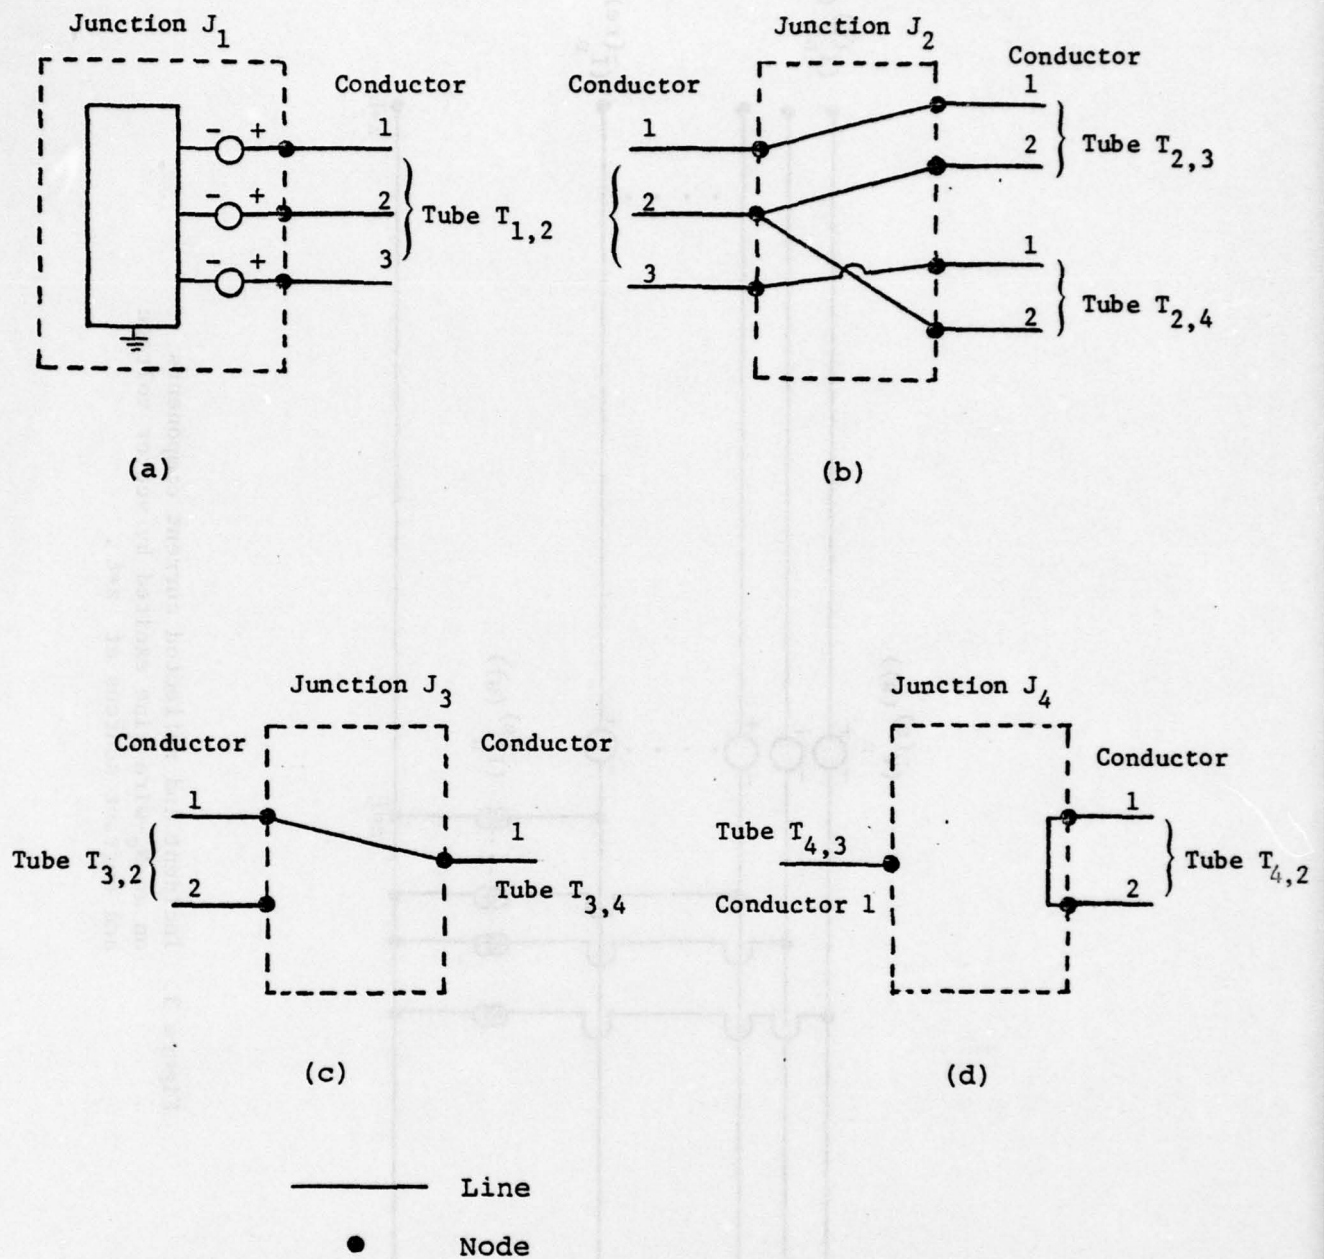 Junction J1
Conductor
- +
1
- +
2
- +
3
Tube T1,2
(a)
Junction J2
Conductor
1
2
3
Conductor
1
2
Tube T2,3
1
2
Tube T2,4
(b)
Junction J3
Conductor
1
2
Tube T3,2
Conductor
1
Tube T3,4
(c)
Junction J4
Tube T4,3
Conductor 1
Conductor
1
2
Tube T4,2
(d)
Line
Node